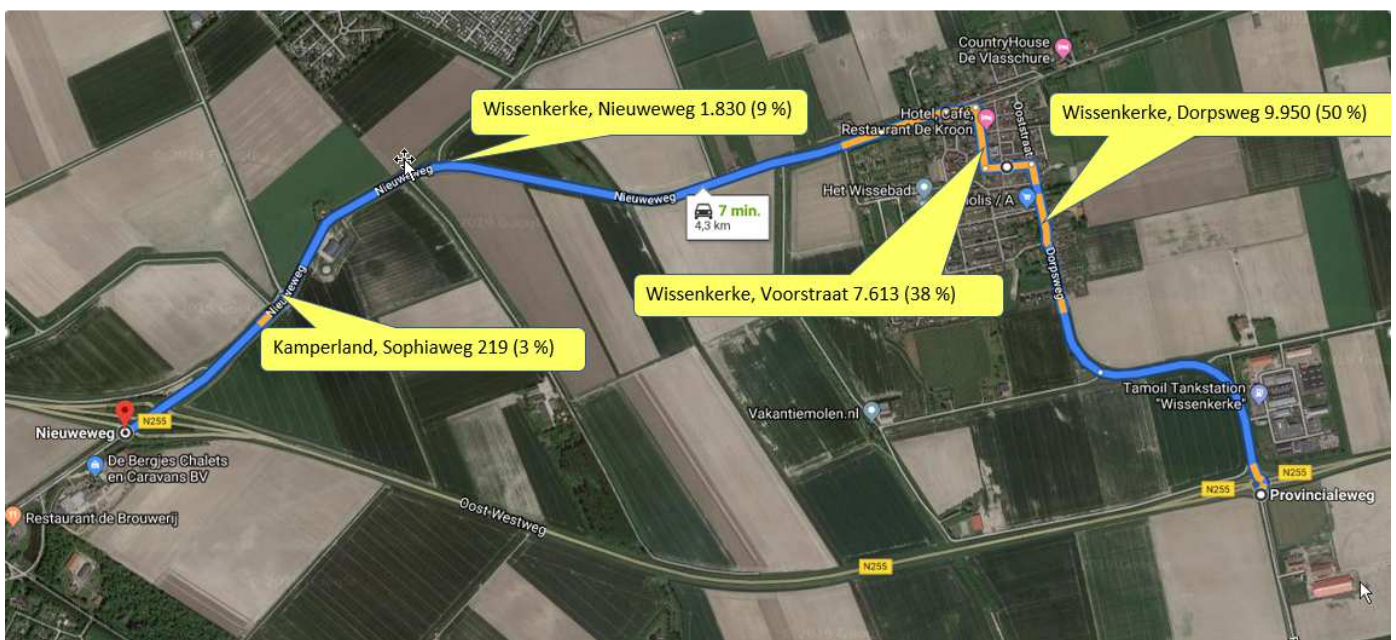 CountryHouse
De Vlasschure
Wissenkerke, Nieuweweg 1.830 (9 %)
Wissenkerke, Dorpsweg 9.950 (50 %)
Hotel, Café,
Restaurant De Kroon
Ooststraat
Nieuweweg
Nieuweweg
Het Wissebad
nolis / A
7 min.
4,3 km
Dorpsweg
Nieuweweg
Wissenkerke, Voorstraat 7.613 (38 %)
Kamperland, Sophiaweg 219 (3 %)
Tamoil Tankstation
"Wissenkerke"
Vakantiemolen.nl
N255
Nieuweweg
De Bergjes Chalets
en Caravans BV
N255
N255
Provincialeweg
Oost-Westweg
Restaurant de Brouwerij
N255